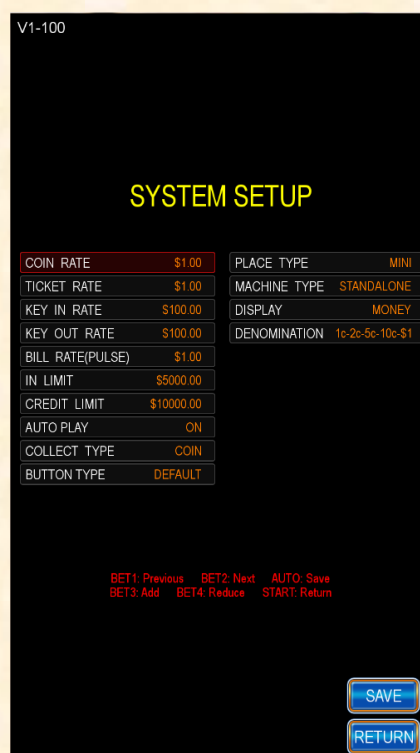 V1-100
SYSTEM SETUP
COIN RATE $1.00
TICKET RATE $1.00
KEY IN RATE $100.00
KEY OUT RATE $100.00
BILL RATE(PULSE) $1.00
IN LIMIT $5000.00
CREDIT LIMIT $10000.00
AUTO PLAY ON
COLLECT TYPE COIN
BUTTON TYPE DEFAULT
PLACE TYPE MINI
MACHINE TYPE STANDALONE
DISPLAY MONEY
DENOMINATION 1c-2c-5c-10c-$1
BET1: Previous BET2: Next AUTO: Save
BET3: Add BET4: Reduce START: Return
SAVE
RETURN